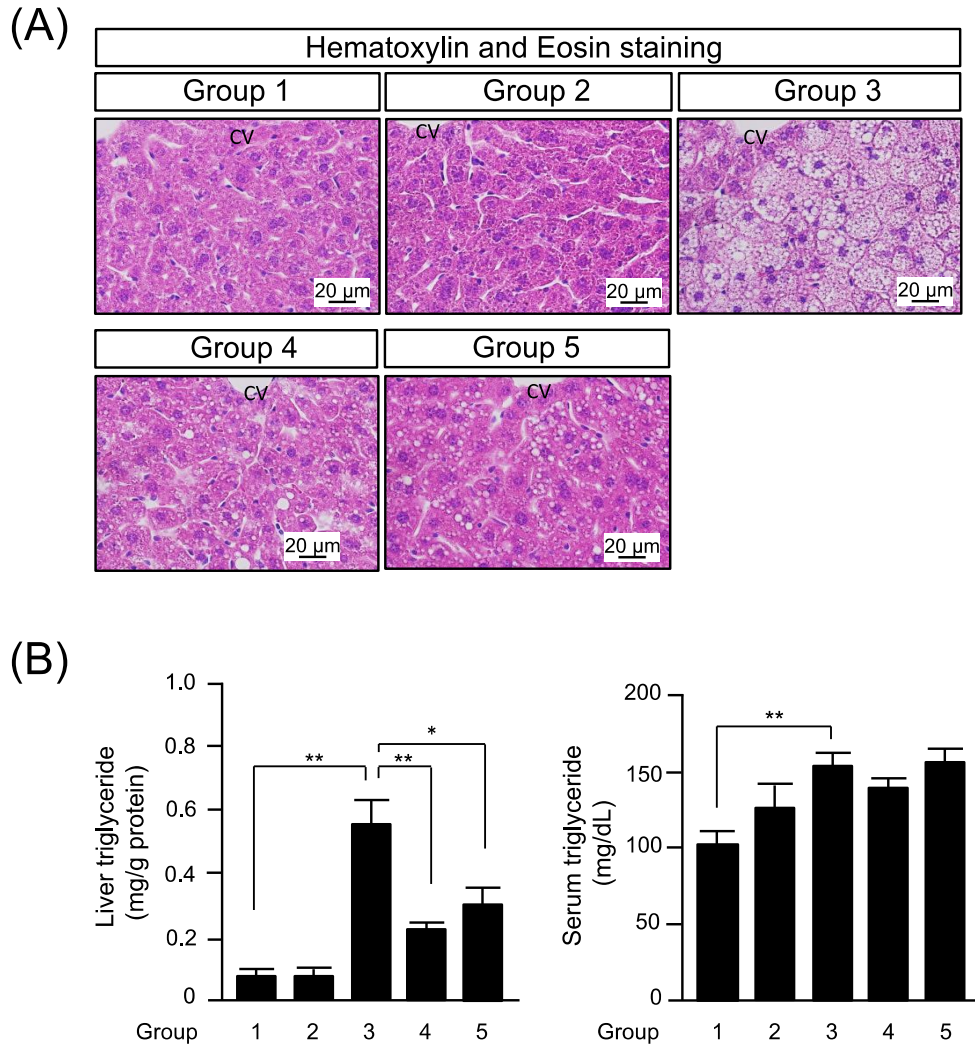 (A)
Hematoxylin and Eosin staining
Group 1 Group 2 Group 3
CV CV CV
20 µm 20 µm 20 µm
Group 4 Group 5
CV CV
20 µm 20 µm
(B)
Liver triglyceride
(mg/g protein)
1.0
0.8
0.6
0.4
0.2
0
** ** *
Group 1 2 3 4 5
Serum triglyceride
(mg/dL)
200
150
100
50
0
**
Group 1 2 3 4 5